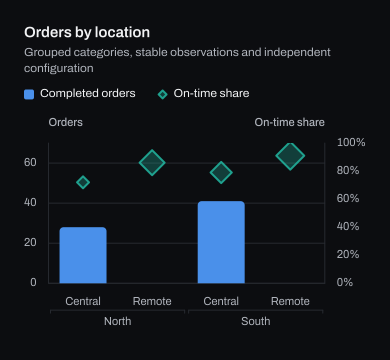 Orders by location
Grouped categories, stable observations and independent
configuration
Completed orders On-time share
Orders On-time share
100%
60 80%
60%
40
40%
20
20%
0 0%
Central Remote Central Remote
North South